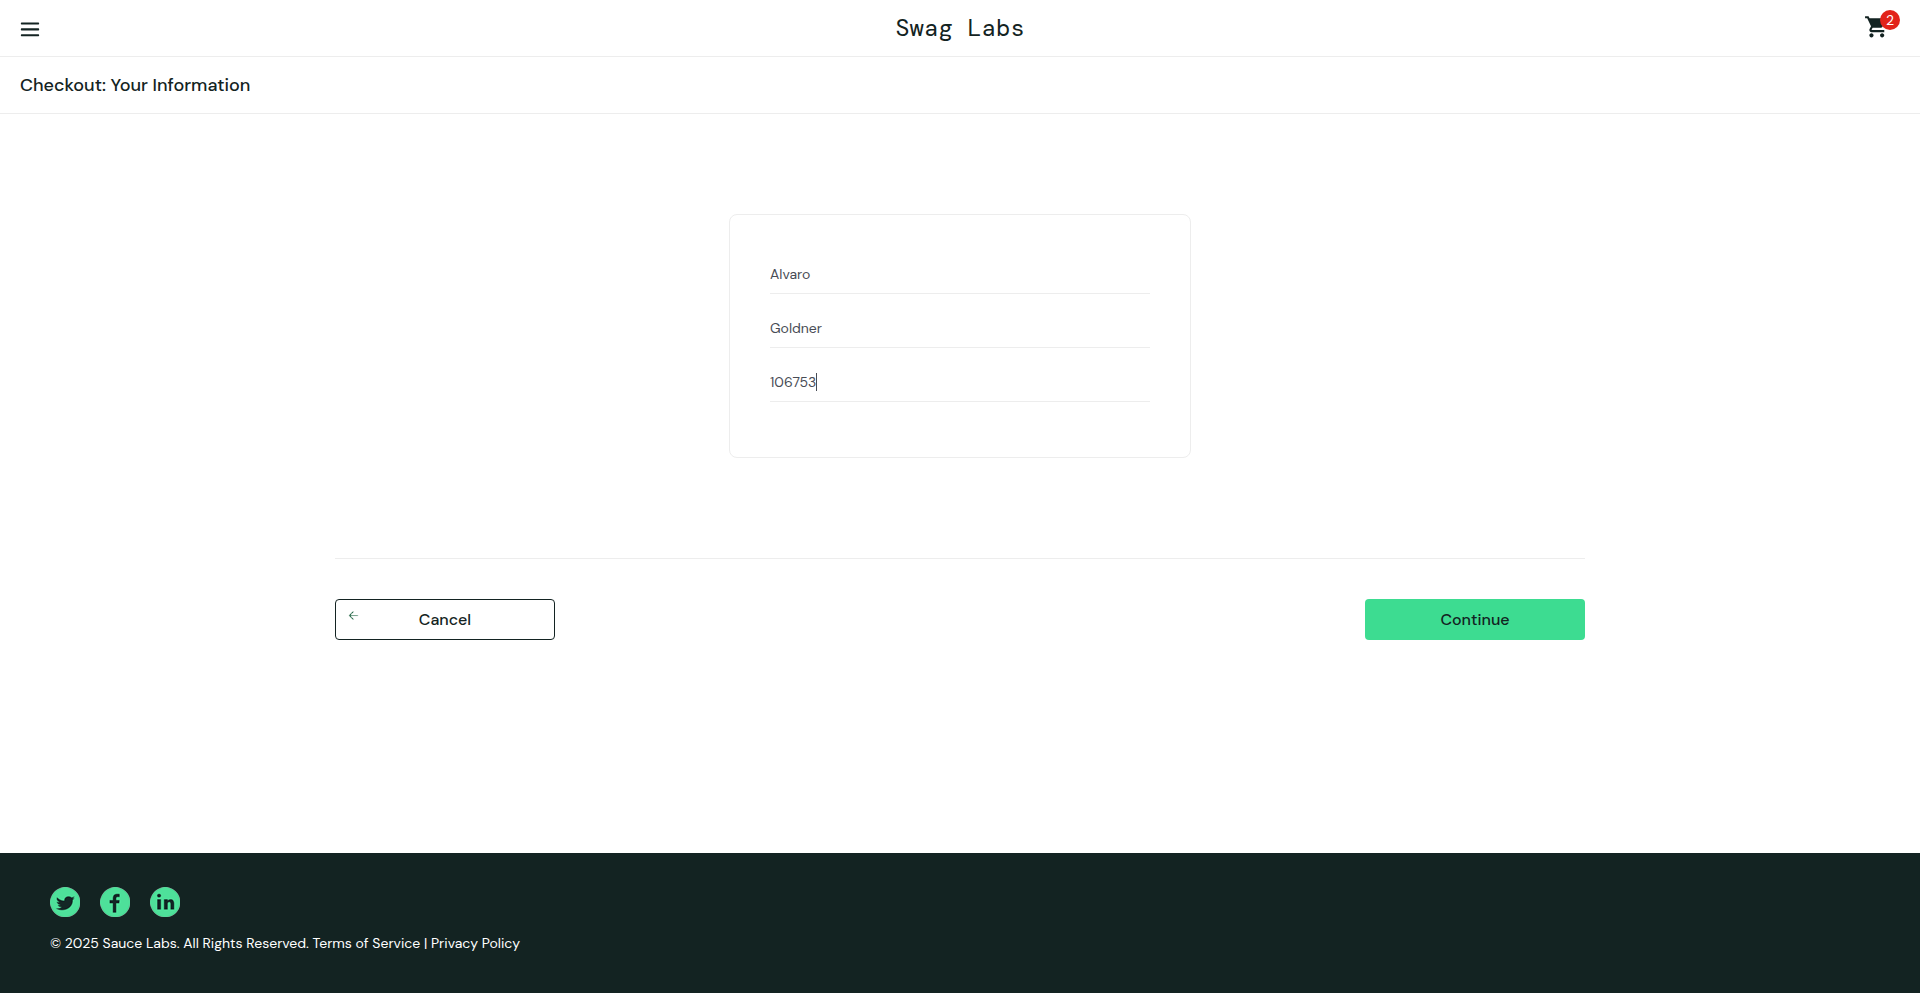 Swag Labs
2
Checkout: Your Information
Alvaro
Goldner
106753
Cancel
Continue
© 2025 Sauce Labs. All Rights Reserved. Terms of Service | Privacy Policy